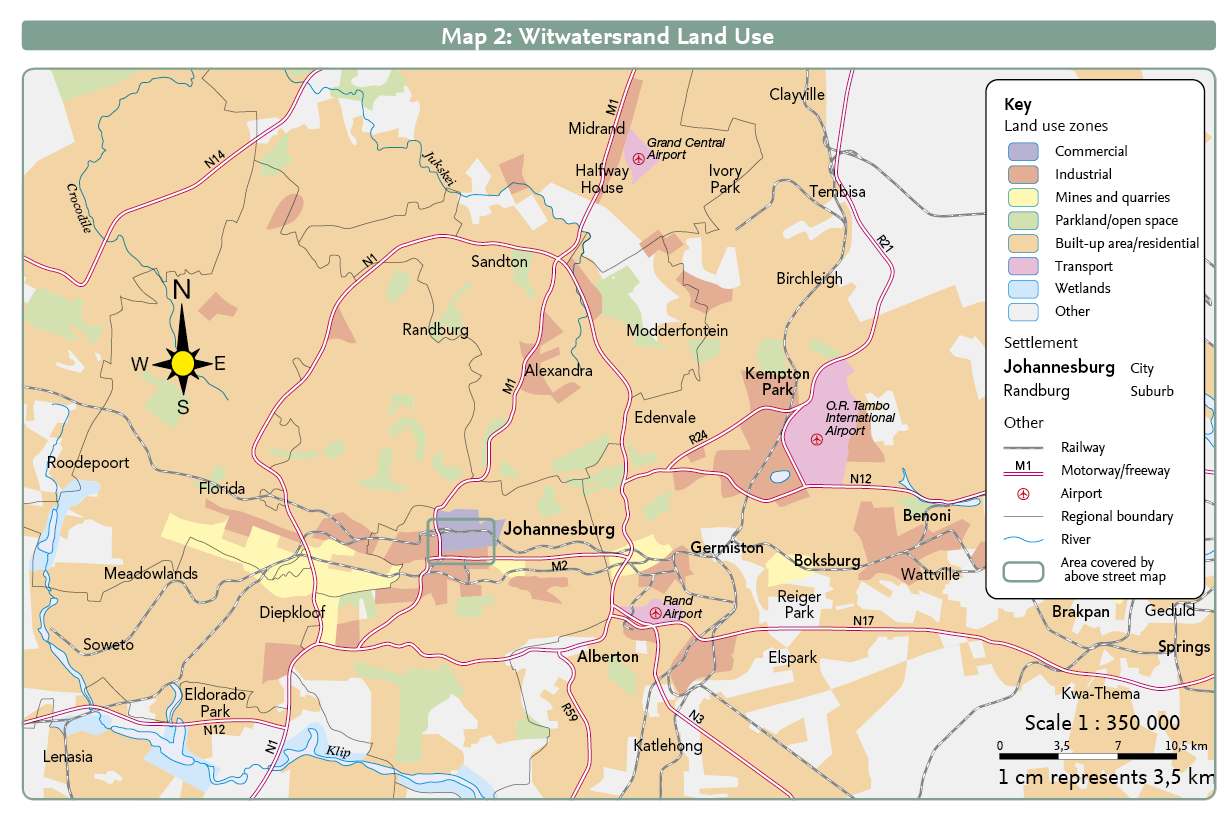 Map 2: Witwatersrand Land Use
Clayville
M1
Midrand
Grand Central
Airport
N14
Jukskei
Halfway
House
Ivory
Park
Tembisa
Crocodile
R21
N1
Sandton
Birchleigh
N
Randburg
Modderfontein
W
E
Alexandra
Kempton
Park
M1
S
O.R. Tambo
International
Airport
Edenvale
R24
Roodepoort
Florida
N12
Benoni
Johannesburg
Germiston
Boksburg
M2
Meadowlands
Wattville
Diepkloof
Rand
Airport
Reiger
Park
N17
Brakpan
Geduld
Soweto
Alberton
Elspark
Springs
Eldorado
Park
Kwa-Thema
R59
N3
N12
N1
Klip
Katlehong
Lenasia
Key
Land use zones
Commercial
Industrial
Mines and quarries
Parkland/open space
Built-up area/residential
Transport
Wetlands
Other
Settlement
Johannesburg City
Randburg Suburb
Other
Railway
M1 Motorway/freeway
Airport
Regional boundary
River
Area covered by
above street map
Scale 1 : 350 000
0 3,5 7 10,5 km
1 cm represents 3,5 km